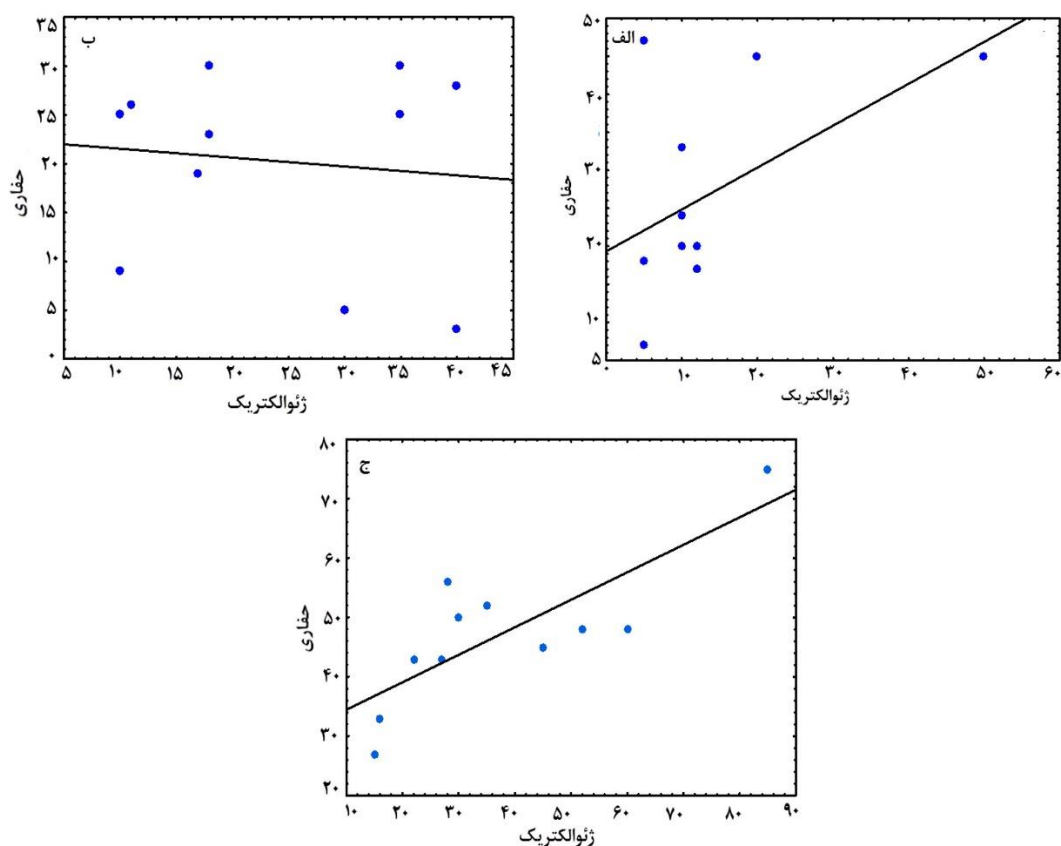 الف
۵۰
۴۰
۳۰
۲۰
۱۰
۵
حفاری
۰ ۱۰ ۲۰ ۳۰ ۴۰ ۵۰ ۶۰
ژئوالکتریک
ب
۳۵
۳۰
۲۵
۲۰
۱۵
۱۰
۵
۰
حفاری
۵ ۱۰ ۱۵ ۲۰ ۲۵ ۳۰ ۳۵ ۴۰ ۴۵
ژئوالکتریک
ج
۸۰
۷۰
۶۰
۵۰
۴۰
۳۰
۲۰
حفاری
۱۰ ۲۰ ۳۰ ۴۰ ۵۰ ۶۰ ۷۰ ۸۰ ۹۰
ژئوالکتریک